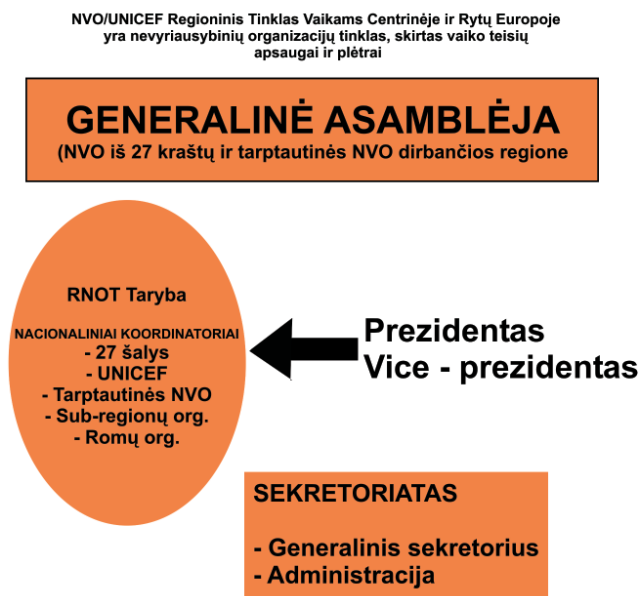 NVO/UNICEF Regioninis Tinklas Vaikams Centrinėje ir Rytų Europoje
yra nevyriausybinių organizacijų tinklas, skirtas vaiko teisių
apsaugai ir plėtrai
GENERALINĖ ASAMBLĖJA
(NVO iš 27 kraštų ir tarptautinės NVO dirbančios regione
RNOT Taryba
NACIONALINIAI KOORDINATORIAI
- 27 šalys
- UNICEF
- Tarptautinės NVO
- Sub-regionų org.
- Romų org.
Prezidentas
Vice - prezidentas
SEKRETORIATAS
- Generalinis sekretorius
- Administracija